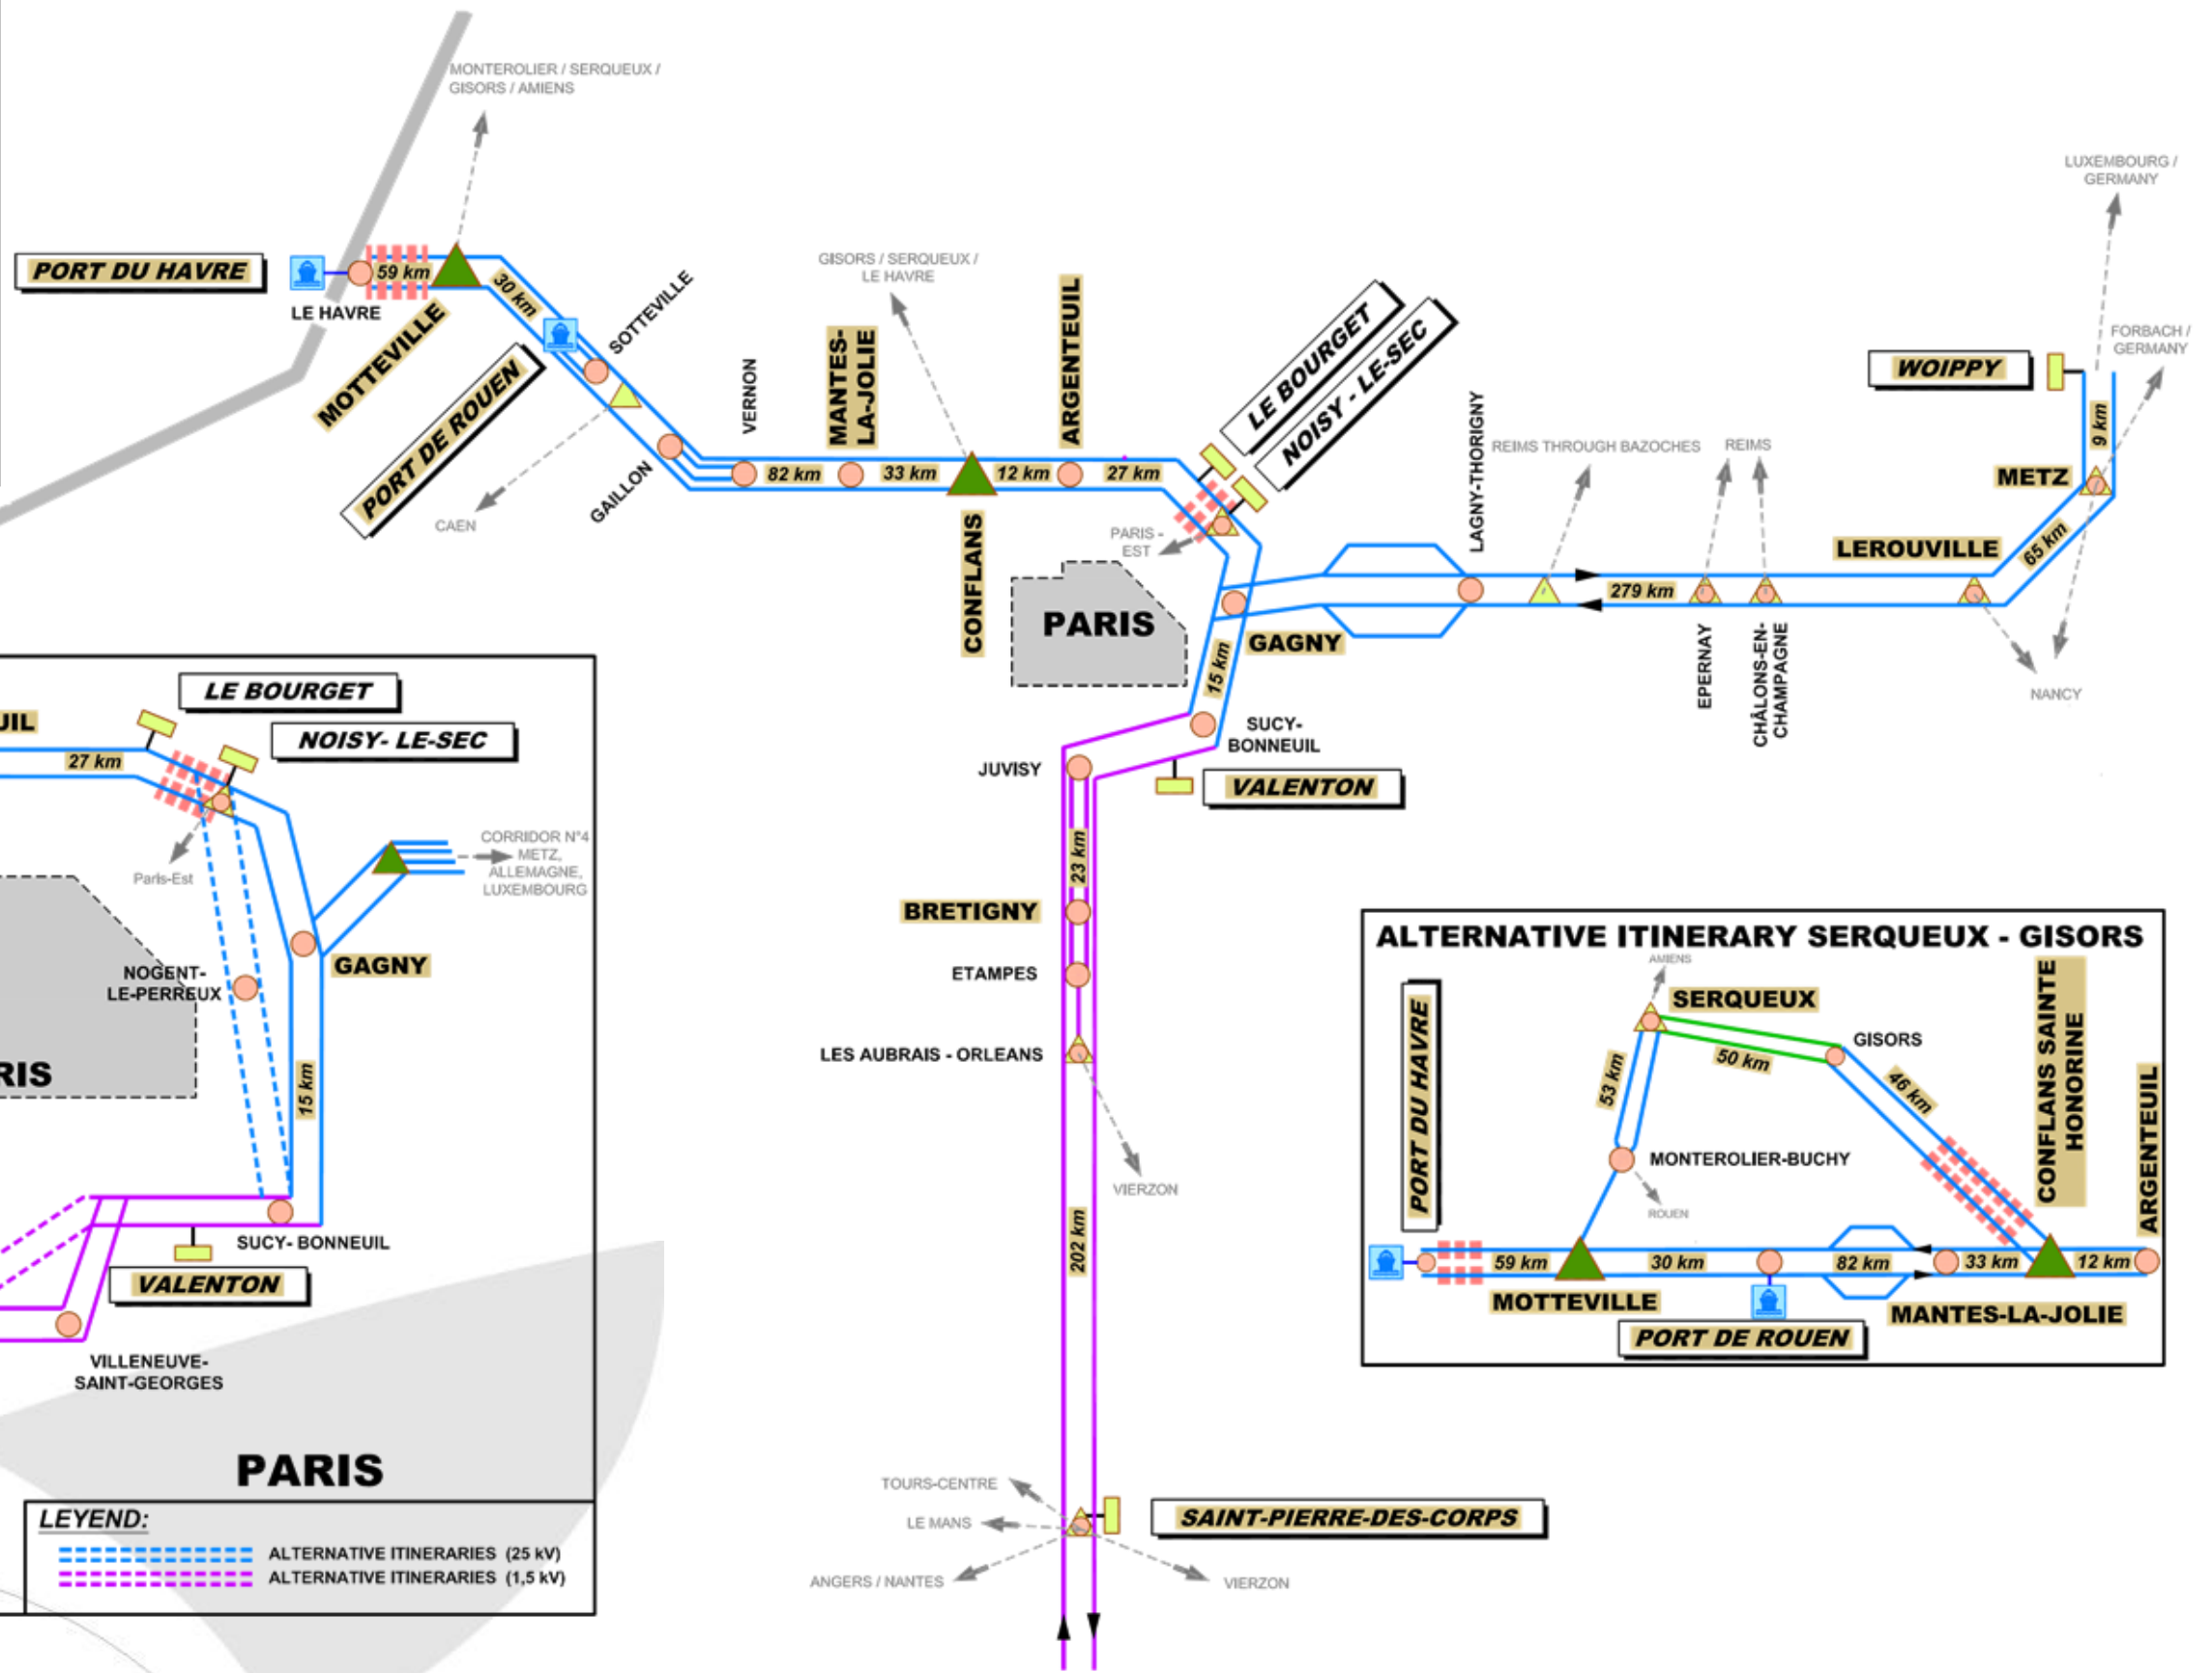 MONTEROLIER / SERQUEUX /
GISORS / AMIENS
PORT DU HAVRE
LE HAVRE
59 km
MOTTEVILLE
30 km
PORT DE ROUEN
SOTTEVILLE
CAEN
GAILLON
VERNON
82 km
MANTES-
LA-JOLIE
33 km
GISORS / SERQUEUX /
LE HAVRE
CONFLANS
12 km
ARGENTEUIL
27 km
LE BOURGET
NOISY - LE-SEC
PARIS -
EST
PARIS
GAGNY
15 km
LAGNY-THORIGNY
REIMS THROUGH BAZOCHES
REIMS
279 km
EPERNAY
CHÂLONS-EN-
CHAMPAGNE
LEROUVILLE
65 km
NANCY
METZ
9 km
WOIPPY
LUXEMBOURG /
GERMANY
FORBACH /
GERMANY
SUCY-
BONNEUIL
VALENTON
JUVISY
23 km
BRETIGNY
ETAMPES
LES AUBRAIS - ORLEANS
VIERZON
202 km
TOURS-CENTRE
LE MANS
ANGERS / NANTES
VIERZON
SAINT-PIERRE-DES-CORPS
LE BOURGET
NOISY- LE-SEC
UIL
27 km
Paris-Est
CORRIDOR N°4
METZ,
ALLEMAGNE,
LUXEMBOURG
GAGNY
NOGENT-
LE-PERREUX
RIS
15 km
SUCY- BONNEUIL
VALENTON
VILLENEUVE-
SAINT-GEORGES
PARIS
LEYEND:
ALTERNATIVE ITINERARIES (25 kV)
ALTERNATIVE ITINERARIES (1,5 kV)
ALTERNATIVE ITINERARY SERQUEUX - GISORS
AMIENS
PORT DU HAVRE
SERQUEUX
GISORS
50 km
53 km
46 km
CONFLANS SAINTE
HONORINE
ARGENTEUIL
MONTEROLIER-BUCHY
ROUEN
59 km
30 km
82 km
33 km
12 km
MOTTEVILLE
MANTES-LA-JOLIE
PORT DE ROUEN